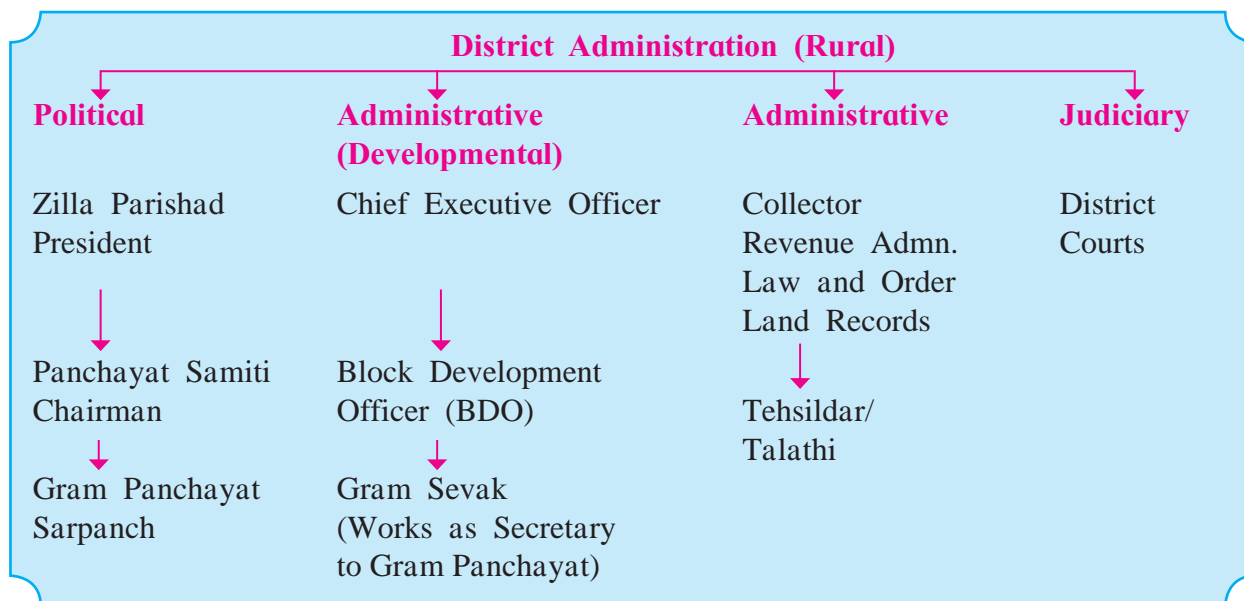 District Administration (Rural)
Political
Administrative
(Developmental)
Administrative
Judiciary
Zilla Parishad
President
Chief Executive Officer
Collector
Revenue Admn.
Law and Order
Land Records
District
Courts
Panchayat Samiti
Chairman
Block Development
Officer (BDO)
Tehsildar/
Talathi
Gram Panchayat
Sarpanch
Gram Sevak
(Works as Secretary
to Gram Panchayat)